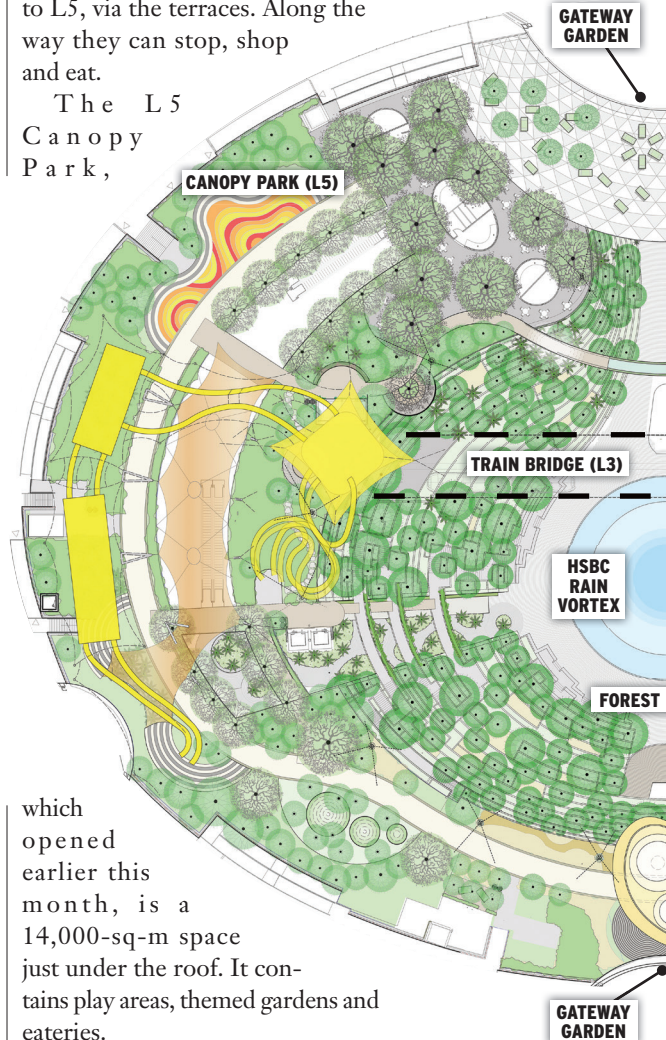 to L5, via the terraces. Along the
way they can stop, shop
and eat.
The L5
Canopy
Park,
which
opened
earlier this
month, is a
14,000-sq-m space
just under the roof. It con-
tains play areas, themed gardens and
eateries.
GATEWAY
GARDEN
CANOPY PARK (L5)
TRAIN BRIDGE (L3)
HSBC
RAIN
VORTEX
FOREST
GATEWAY
GARDEN